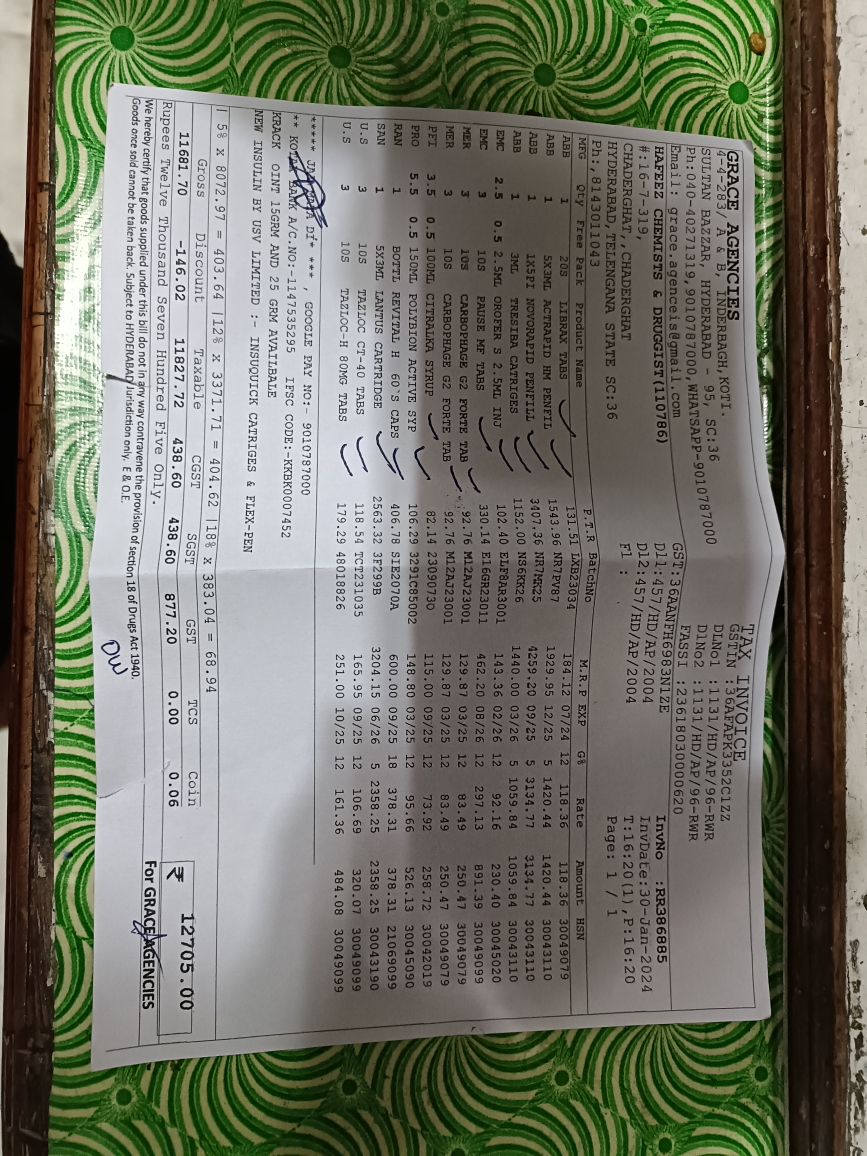 GRACE AGENCIES
4-4-283/ A & B, INDERBAGH,KOTI.
SULTAN BAZZAR, HYDERABAD - 95, SC:36
Ph:040-40271319,9010787000,WHATSAPP-9010787000
Email: grace.agenceis@gmail.com
TAX INVOICE
GSTIN :36AFAPK3352C1ZZ
DLNo1 :1131/HD/AP/96-RWR
DlNo2 :1131/HD/AP/96-RWR
FASSI :23618030000620
HAFEEZ CHEMISTS & DRUGGIST(110786)
#:16-7-319,
CHADERGHAT,,CHADERGHAT
HYDERABAD,TELENGANA STATE SC:36
Ph:,8143011043
GST:36AANFH6983N1ZE
Dl1:457/HD/AP/2004
Dl2:457/HD/AP/2004
Fl :
InvNo :RR386885
InvDate:30-Jan-2024
T:16:20(1),P:16:20
Page: 1 / 1
MFG Qty Free Pack Product Name P.T.R BatchNo M.R.P EXP G% Rate Amount HSN
ABB 1 20S LIBRAX TABS 131.51 LXB23034 184.12 07/24 12 118.36 118.36 30049079
ABB 1 5X3ML ACTRAPID HM PENFIL 1543.96 NR7PV87 1929.95 12/25 5 1420.44 1420.44 30043110
ABB 1 1X5PI NOVORAPID PENFILL 3407.36 NR7MK25 4259.20 09/25 5 3134.77 3134.77 30043110
ABB 1 3ML TRESIBA CATRIGES 1152.00 NS6KK26 1440.00 03/26 5 1059.84 1059.84 30043110
EMC 2.5 0.5 2.5ML OROFER S 2.5ML INJ 102.40 ELF8AR3001 143.36 02/26 12 92.16 230.40 30045020
EMC 3 10S PAUSE MF TABS 330.14 E16GR23011 462.20 08/26 12 297.13 891.39 30049099
MER 3 10S CARBOPHAGE G2 FORTE TAB 92.76 M12AJ23001 129.87 03/25 12 83.49 250.47 30049079
MER 3 10S CARBOPHAGE G2 FORTE TAB 92.76 M12AJ23001 129.87 03/25 12 83.49 250.47 30049079
PFI 3.5 0.5 100ML CITRALKA SYRUP 82.14 23090730 115.00 09/25 12 73.92 258.72 30042019
PRO 5.5 0.5 150ML POLYBION ACTIVE SYP 106.29 3291C85002 148.80 03/25 12 95.66 526.13 30045090
RAN 1 BOTTL REVITAL H 60'S CAPS 406.78 SIE2070A 600.00 09/25 18 378.31 378.31 21069099
SAN 1 5X3ML LANTUS CARTRIDGE 2563.32 3F299B 3204.15 06/26 5 2358.25 2358.25 30043190
U.S 3 10S TAZLOC CT-40 TABS 118.54 TCT231035 165.95 09/25 12 106.69 320.07 30049099
U.S 3 10S TAZLOC-H 80MG TABS 179.29 48018826 251.00 10/25 12 161.36 484.08 30049099
DI* *** , GOOGLE PAY NO:- 9010787000
** KOTAK BANK A/C.No:-1147535295 IFSC CODE:-KKBK0007452
KRACK OINT 15GRM AND 25 GRM AVAILBALE
NEW INSULIN BY USV LIMITED :- INSUQUICK CATRIGES & FLEX-PEN
| 5% x 8072.97 = 403.64 |12% x 3371.71 = 404.62 |18% x 383.04 = 68.94
Gross Discount Taxable CGST SGST GST TCS Coin
11681.70 -146.02 11827.72 438.60 438.60 877.20 0.00 0.06
₹ 12705.00
Rupees Twelve Thousand Seven Hundred Five Only.
We hereby certify that goods supplied under this bill do not in any way contravene the provision of section 18 of Drugs Act 1940.
Goods once sold cannot be taken back. Subject to HYDERABAD Jurisdiction only. E & O.E.
For GRACE AGENCIES